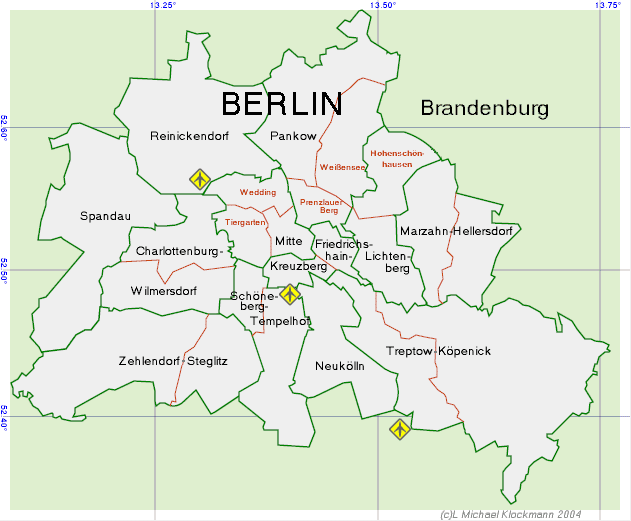 13.25°
13.50°
13.75°
BERLIN
Brandenburg
52.60°
Reinickendorf
Pankow
Hohenschön-
hausen
Weißensee
Wedding
Prenzlauer
Berg
Spandau
Tiergarten
Marzahn-Hellersdorf
Mitte
Friedrichs-
hain-
Charlottenburg-
Lichten-
berg
Kreuzberg
52.50°
Wilmersdorf
Schöne-
berg-
Tempelhof
Zehlendorf-Steglitz
Neukölln
Treptow-Köpenick
52.40°
(c)L Michael Klockmann 2004